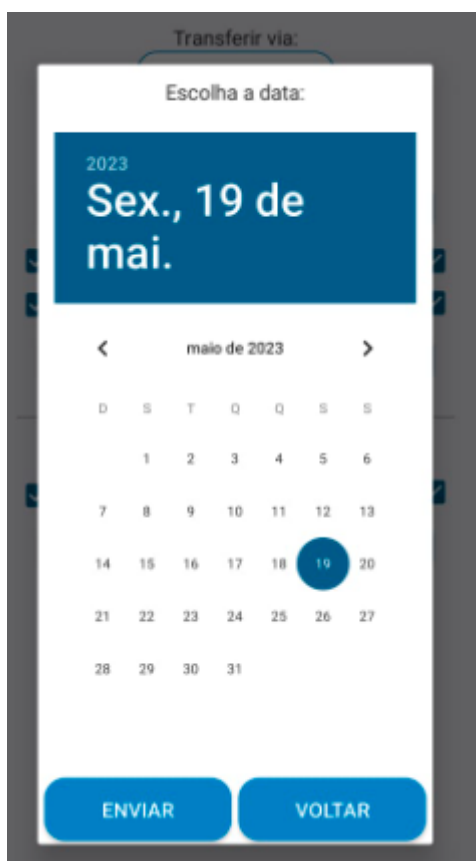 Transferir via:
Escolha a data:
2023
Sex., 19 de
mai.
maio de 2023
D S T Q Q S S
1 2 3 4 5 6
7 8 9 10 11 12 13
14 15 16 17 18 19 20
21 22 23 24 25 26 27
28 29 30 31
ENVIAR VOLTAR